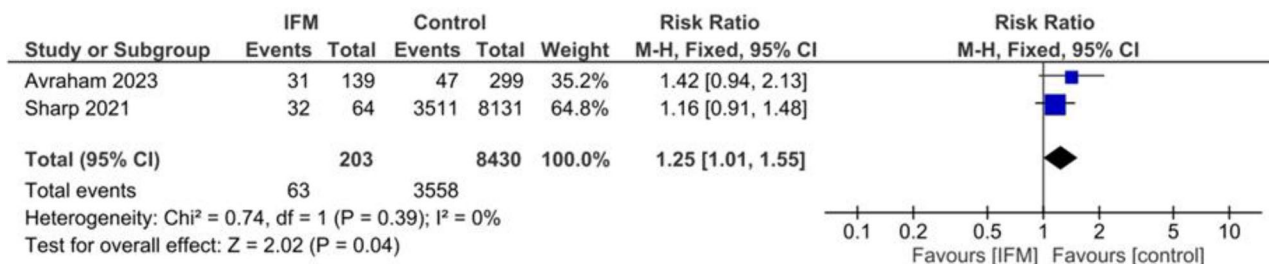 IFM Control Risk Ratio Risk Ratio
Study or Subgroup Events Total Events Total Weight M-H, Fixed, 95% CI M-H, Fixed, 95% CI
Avraham 2023 31 139 47 299 35.2% 1.42 [0.94, 2.13]
Sharp 2021 32 64 3511 8131 64.8% 1.16 [0.91, 1.48]
Total (95% CI) 203 8430 100.0% 1.25 [1.01, 1.55]
Total events 63 3558
Heterogeneity: Chi² = 0.74, df = 1 (P = 0.39); I² = 0%
Test for overall effect: Z = 2.02 (P = 0.04)
0.1 0.2 0.5 1 2 5 10
Favours [IFM] Favours [control]